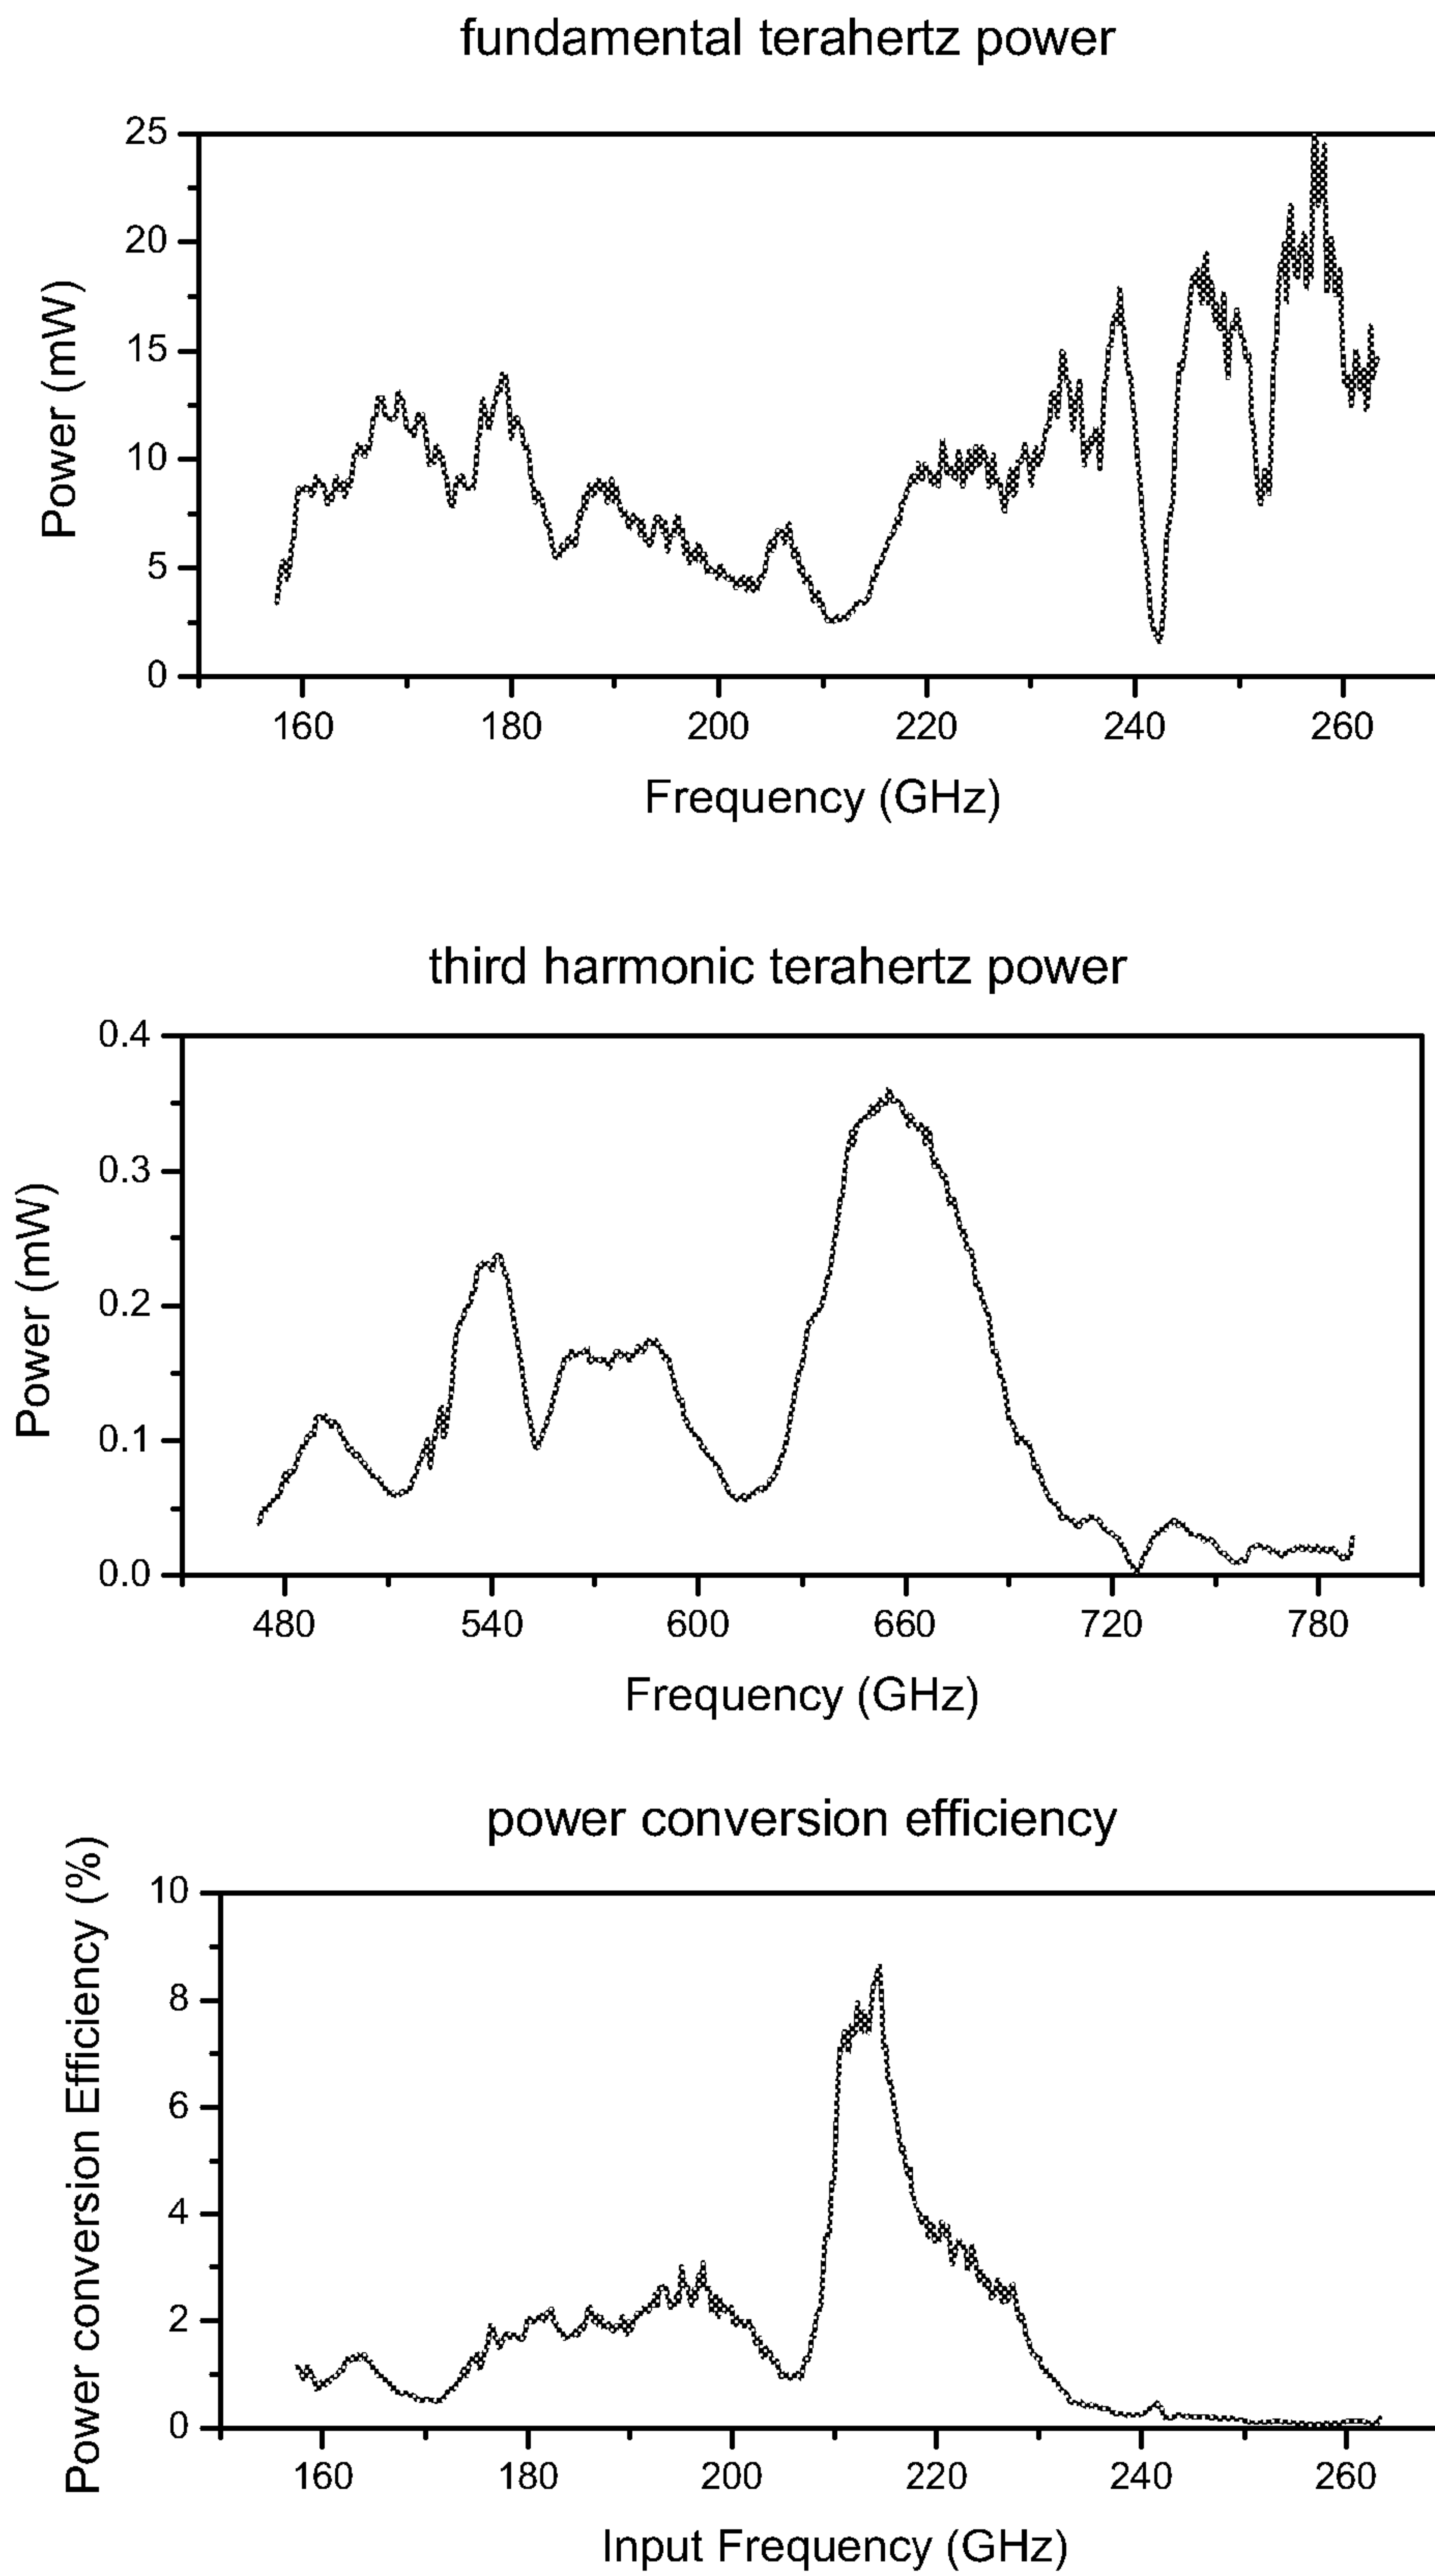 fundamental terahertz power
25
20
15
10
5
0
Power (mW)
160 180 200 220 240 260
Frequency (GHz)
third harmonic terahertz power
0.4
0.3
0.2
0.1
0.0
Power (mW)
480 540 600 660 720 780
Frequency (GHz)
power conversion efficiency
10
8
6
4
2
0
Power conversion Efficiency (%)
160 180 200 220 240 260
Input Frequency (GHz)